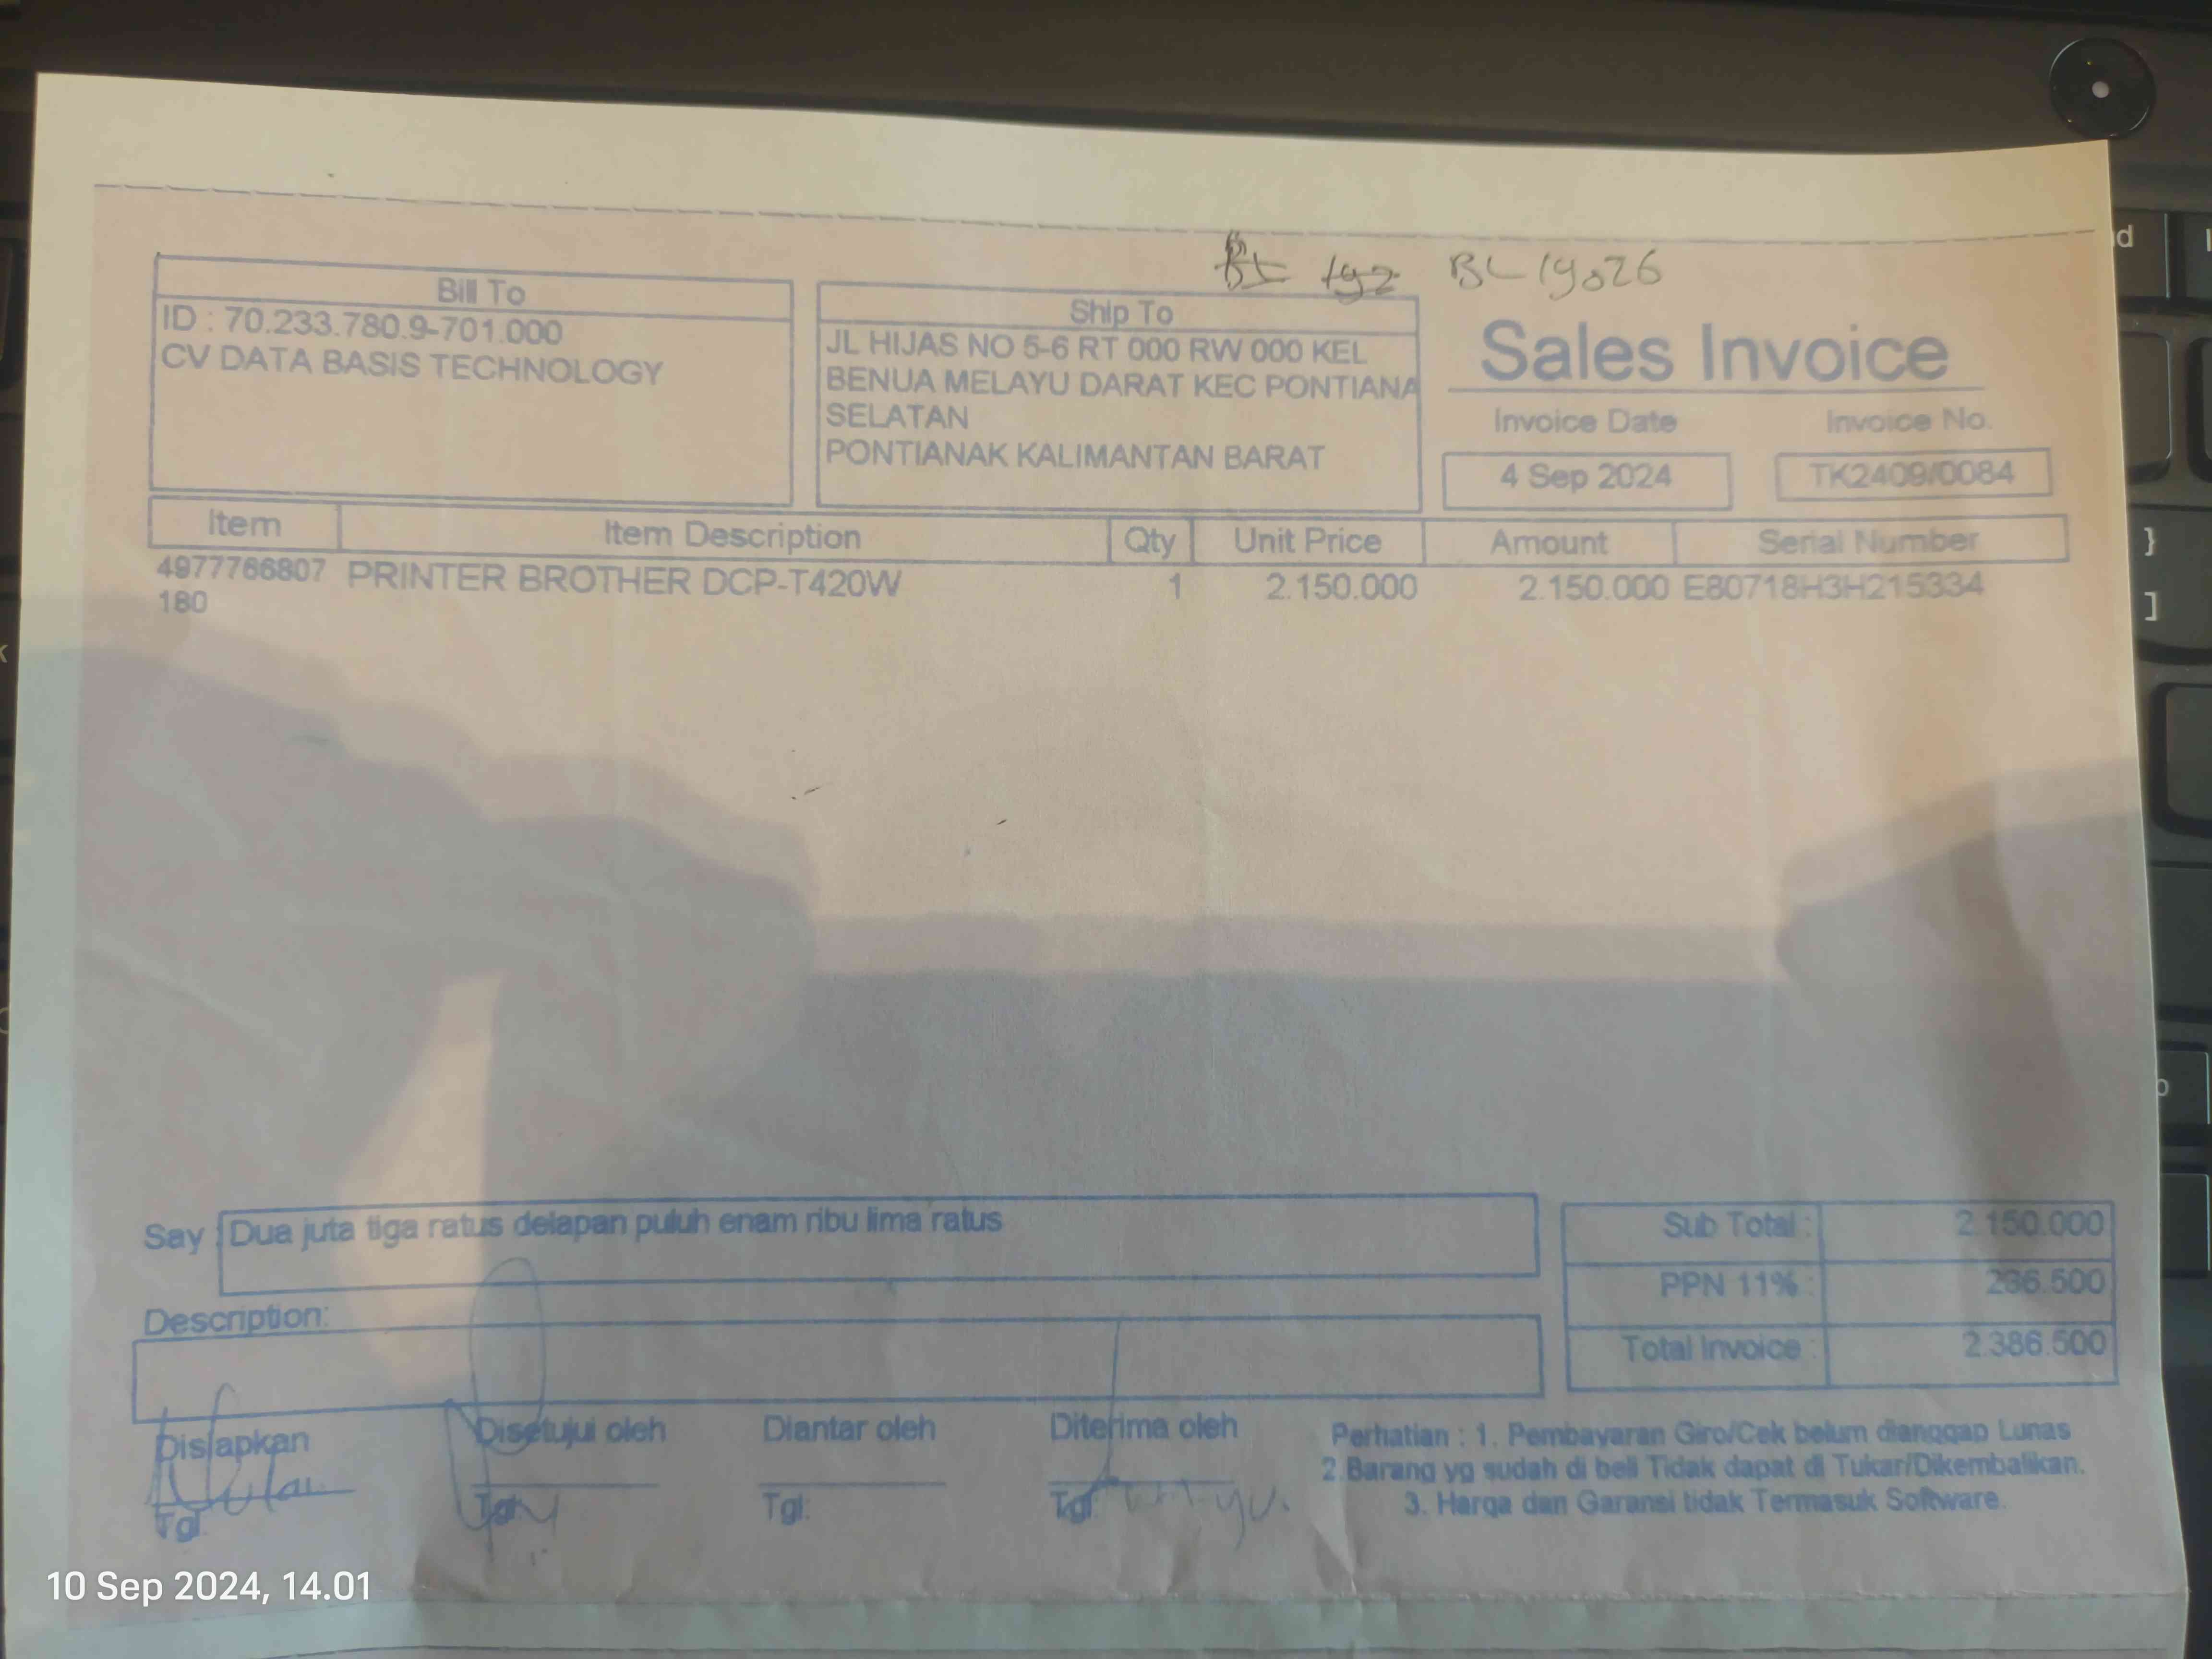 BL 19026
Bill To
ID : 70.233.780.9-701.000
CV DATA BASIS TECHNOLOGY
Ship To
JL HIJAS NO 5-6 RT 000 RW 000 KEL
BENUA MELAYU DARAT KEC PONTIANA
SELATAN
PONTIANAK KALIMANTAN BARAT
Sales Invoice
Invoice Date Invoice No.
4 Sep 2024 TK2409/0084
Item Item Description Qty Unit Price Amount Serial Number
4977766807 PRINTER BROTHER DCP-T420W 1 2.150.000 2.150.000 E80718H3H215334
180
Say : Dua juta tiga ratus delapan puluh enam ribu lima ratus
Description:
Sub Total : 2.150.000
PPN 11% : 236.500
Total Invoice : 2.386.500
Disiapkan Disetujui oleh Diantar oleh Diterima oleh
Tgl: Tgl: Tgl: Tgl:
Perhatian : 1. Pembayaran Giro/Cek belum dianggap Lunas
2.Barang yg sudah di beli Tidak dapat di Tukar/Dikembalikan.
3. Harga dan Garansi tidak Termasuk Software.
10 Sep 2024, 14.01